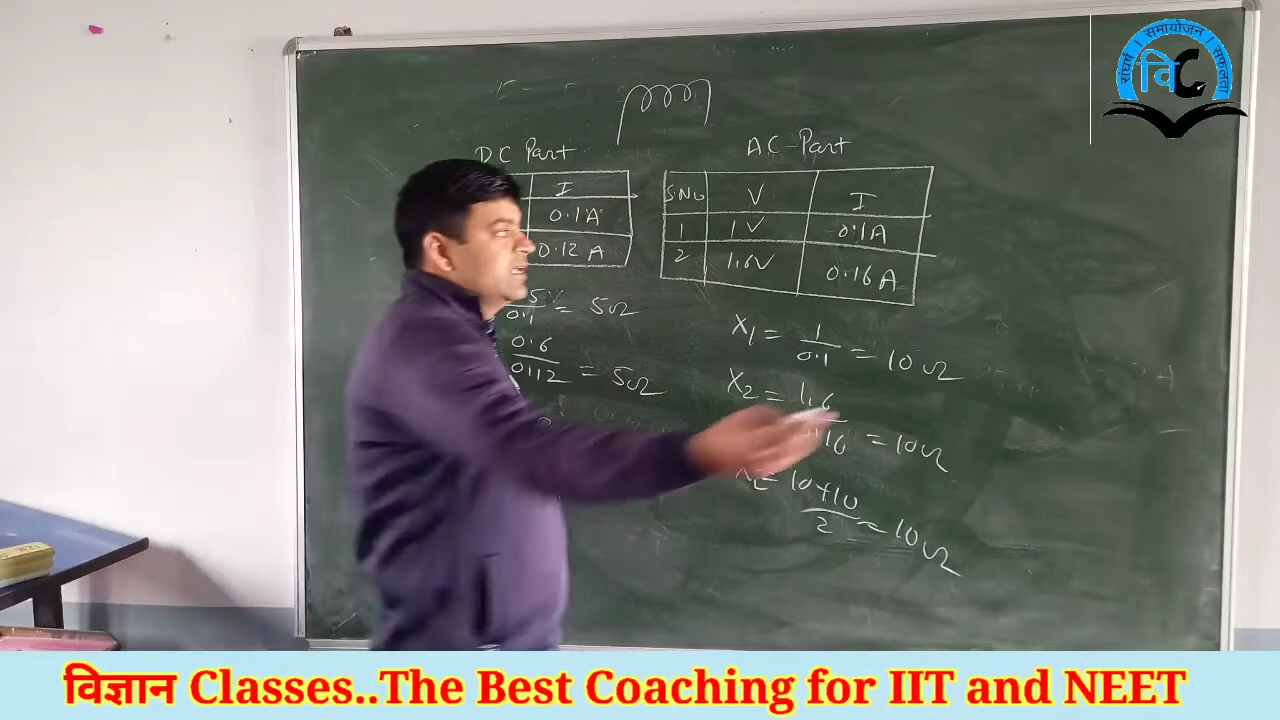 संघर्ष । समायोजन । सफलता
वि C
DC Part
I
0.1A
0.12 A
AC-Part
S.No V I
1 1V 0.1A
2 1.6V 0.16A
5 / 0.1 = 5Ω
0.6 / 0.12 = 5Ω
X1 = 1 / 0.1 = 10Ω
X2 = 1.6 / 0.16 = 10Ω
= 10+10 / 2 = 10Ω
विज्ञान Classes..The Best Coaching for IIT and NEET